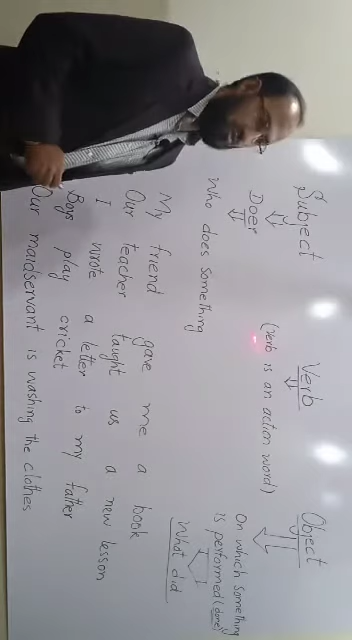 Subject Verb Object
Doer (verb is an action word) On which something
is performed (done)
Who does something What did
My friend gave me a book
Our teacher taught us a new lesson
I wrote a letter to my father
Boys play cricket
Our maidservant is washing the clothes